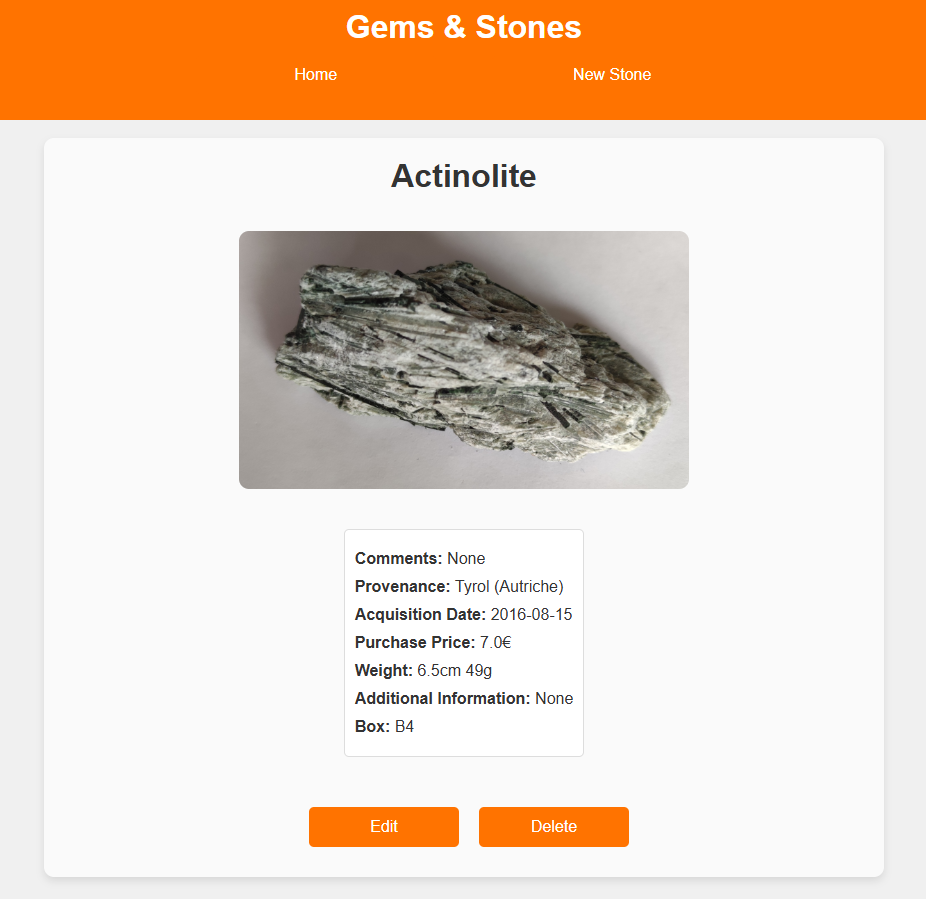 Gems & Stones
Home
New Stone
Actinolite
Comments: None
Provenance: Tyrol (Autriche)
Acquisition Date: 2016-08-15
Purchase Price: 7.0€
Weight: 6.5cm 49g
Additional Information: None
Box: B4
Edit
Delete